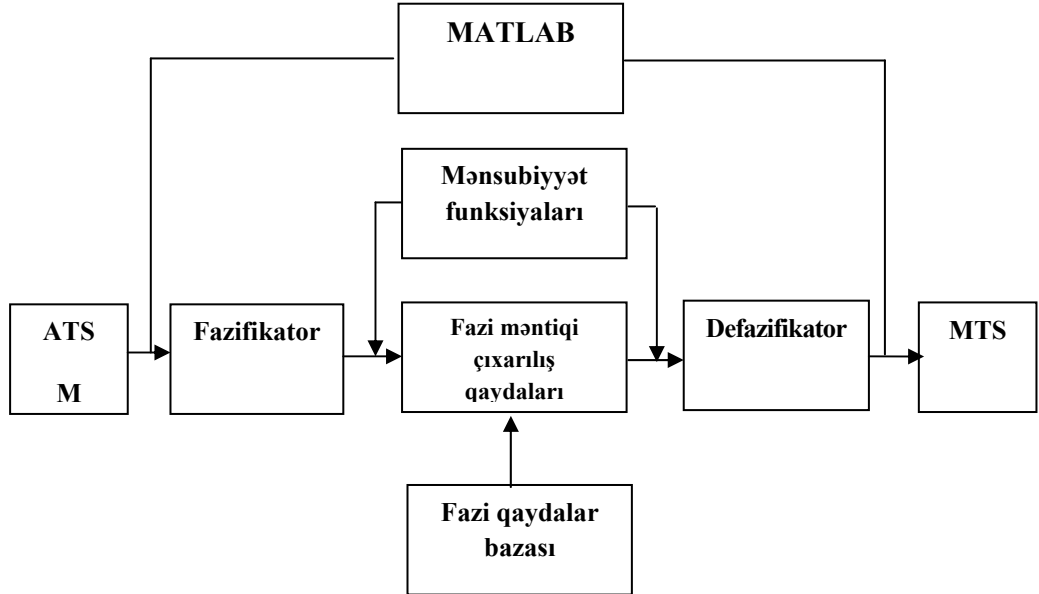 MATLAB
Mənsubiyyət
funksiyaları
ATS
M
Fazifikator
Fazi məntiqi
çıxarılış
qaydaları
Defazifikator
MTS
Fazi qaydalar
bazası